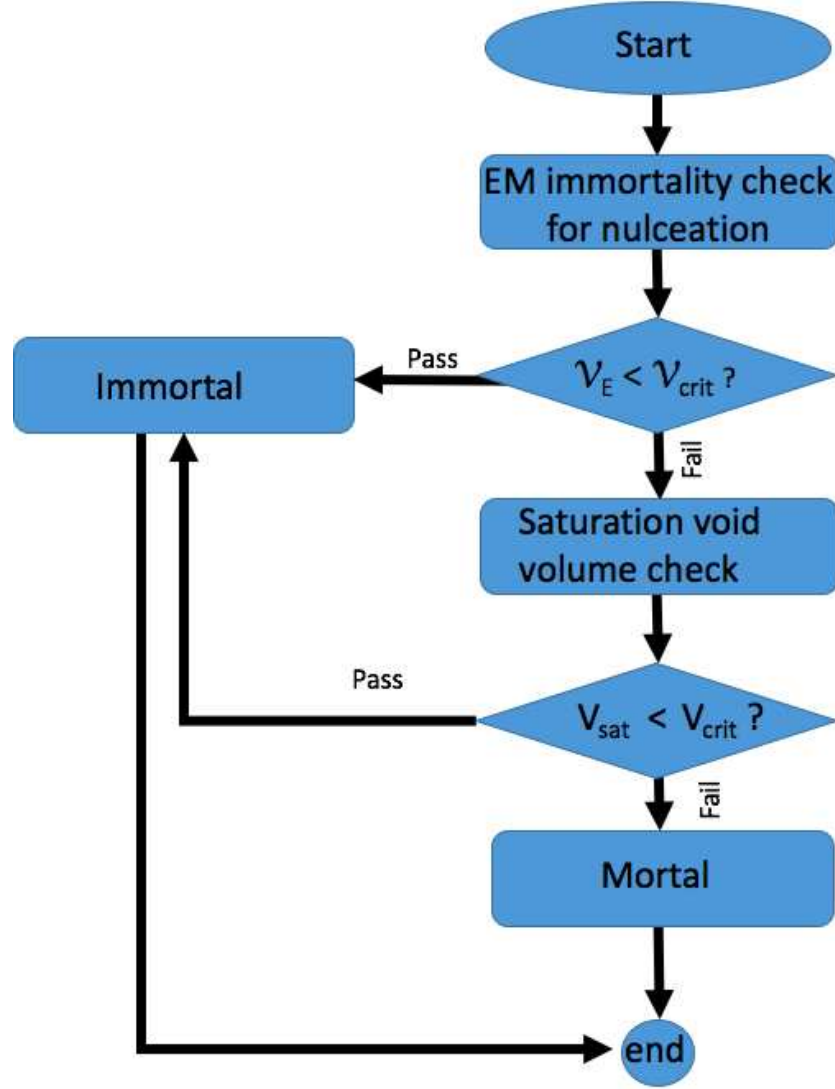 Start
EM immortality check
for nulceation
𝒱E < 𝒱crit ?
Pass
Immortal
Fail
Saturation void
volume check
Vsat < Vcrit ?
Pass
Fail
Mortal
end